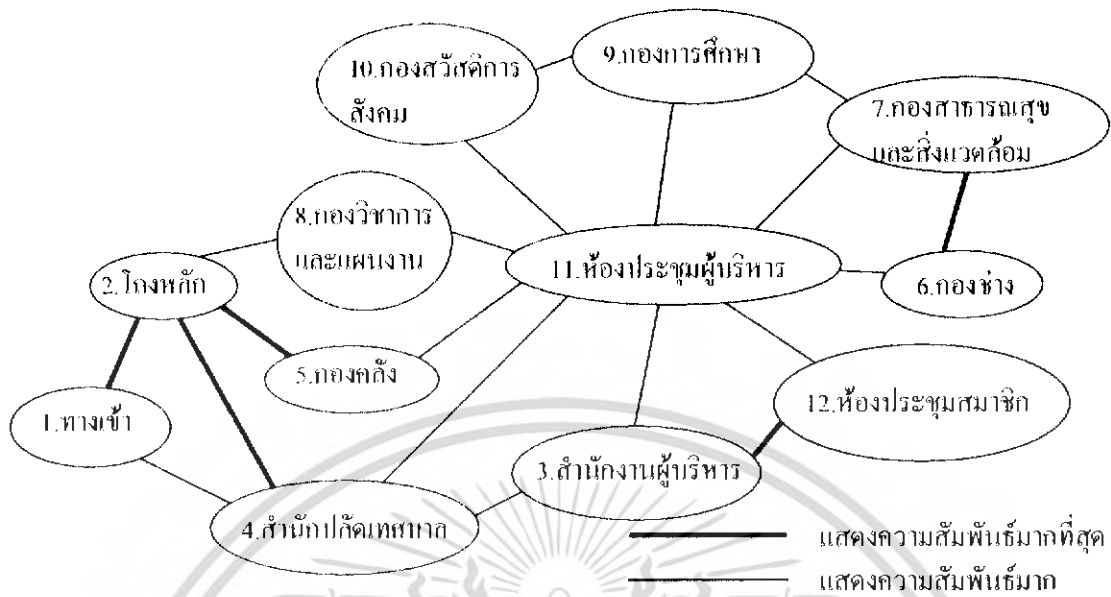 10.กองสวัสดิการ
สังคม
9.กองการศึกษา
7.กองสาธารณสุข
และสิ่งแวดล้อม
8.กองวิชาการ
และแผนงาน
11.ห้องประชุมผู้บริหาร
2.โถงหลัก
6.กองช่าง
5.กองคลัง
12.ห้องประชุมสมาชิก
1.ทางเข้า
3.สำนักงานผู้บริหาร
4.สำนักปลัดเทศบาล
แสดงความสัมพันธ์มากที่สุด
แสดงความสัมพันธ์มาก